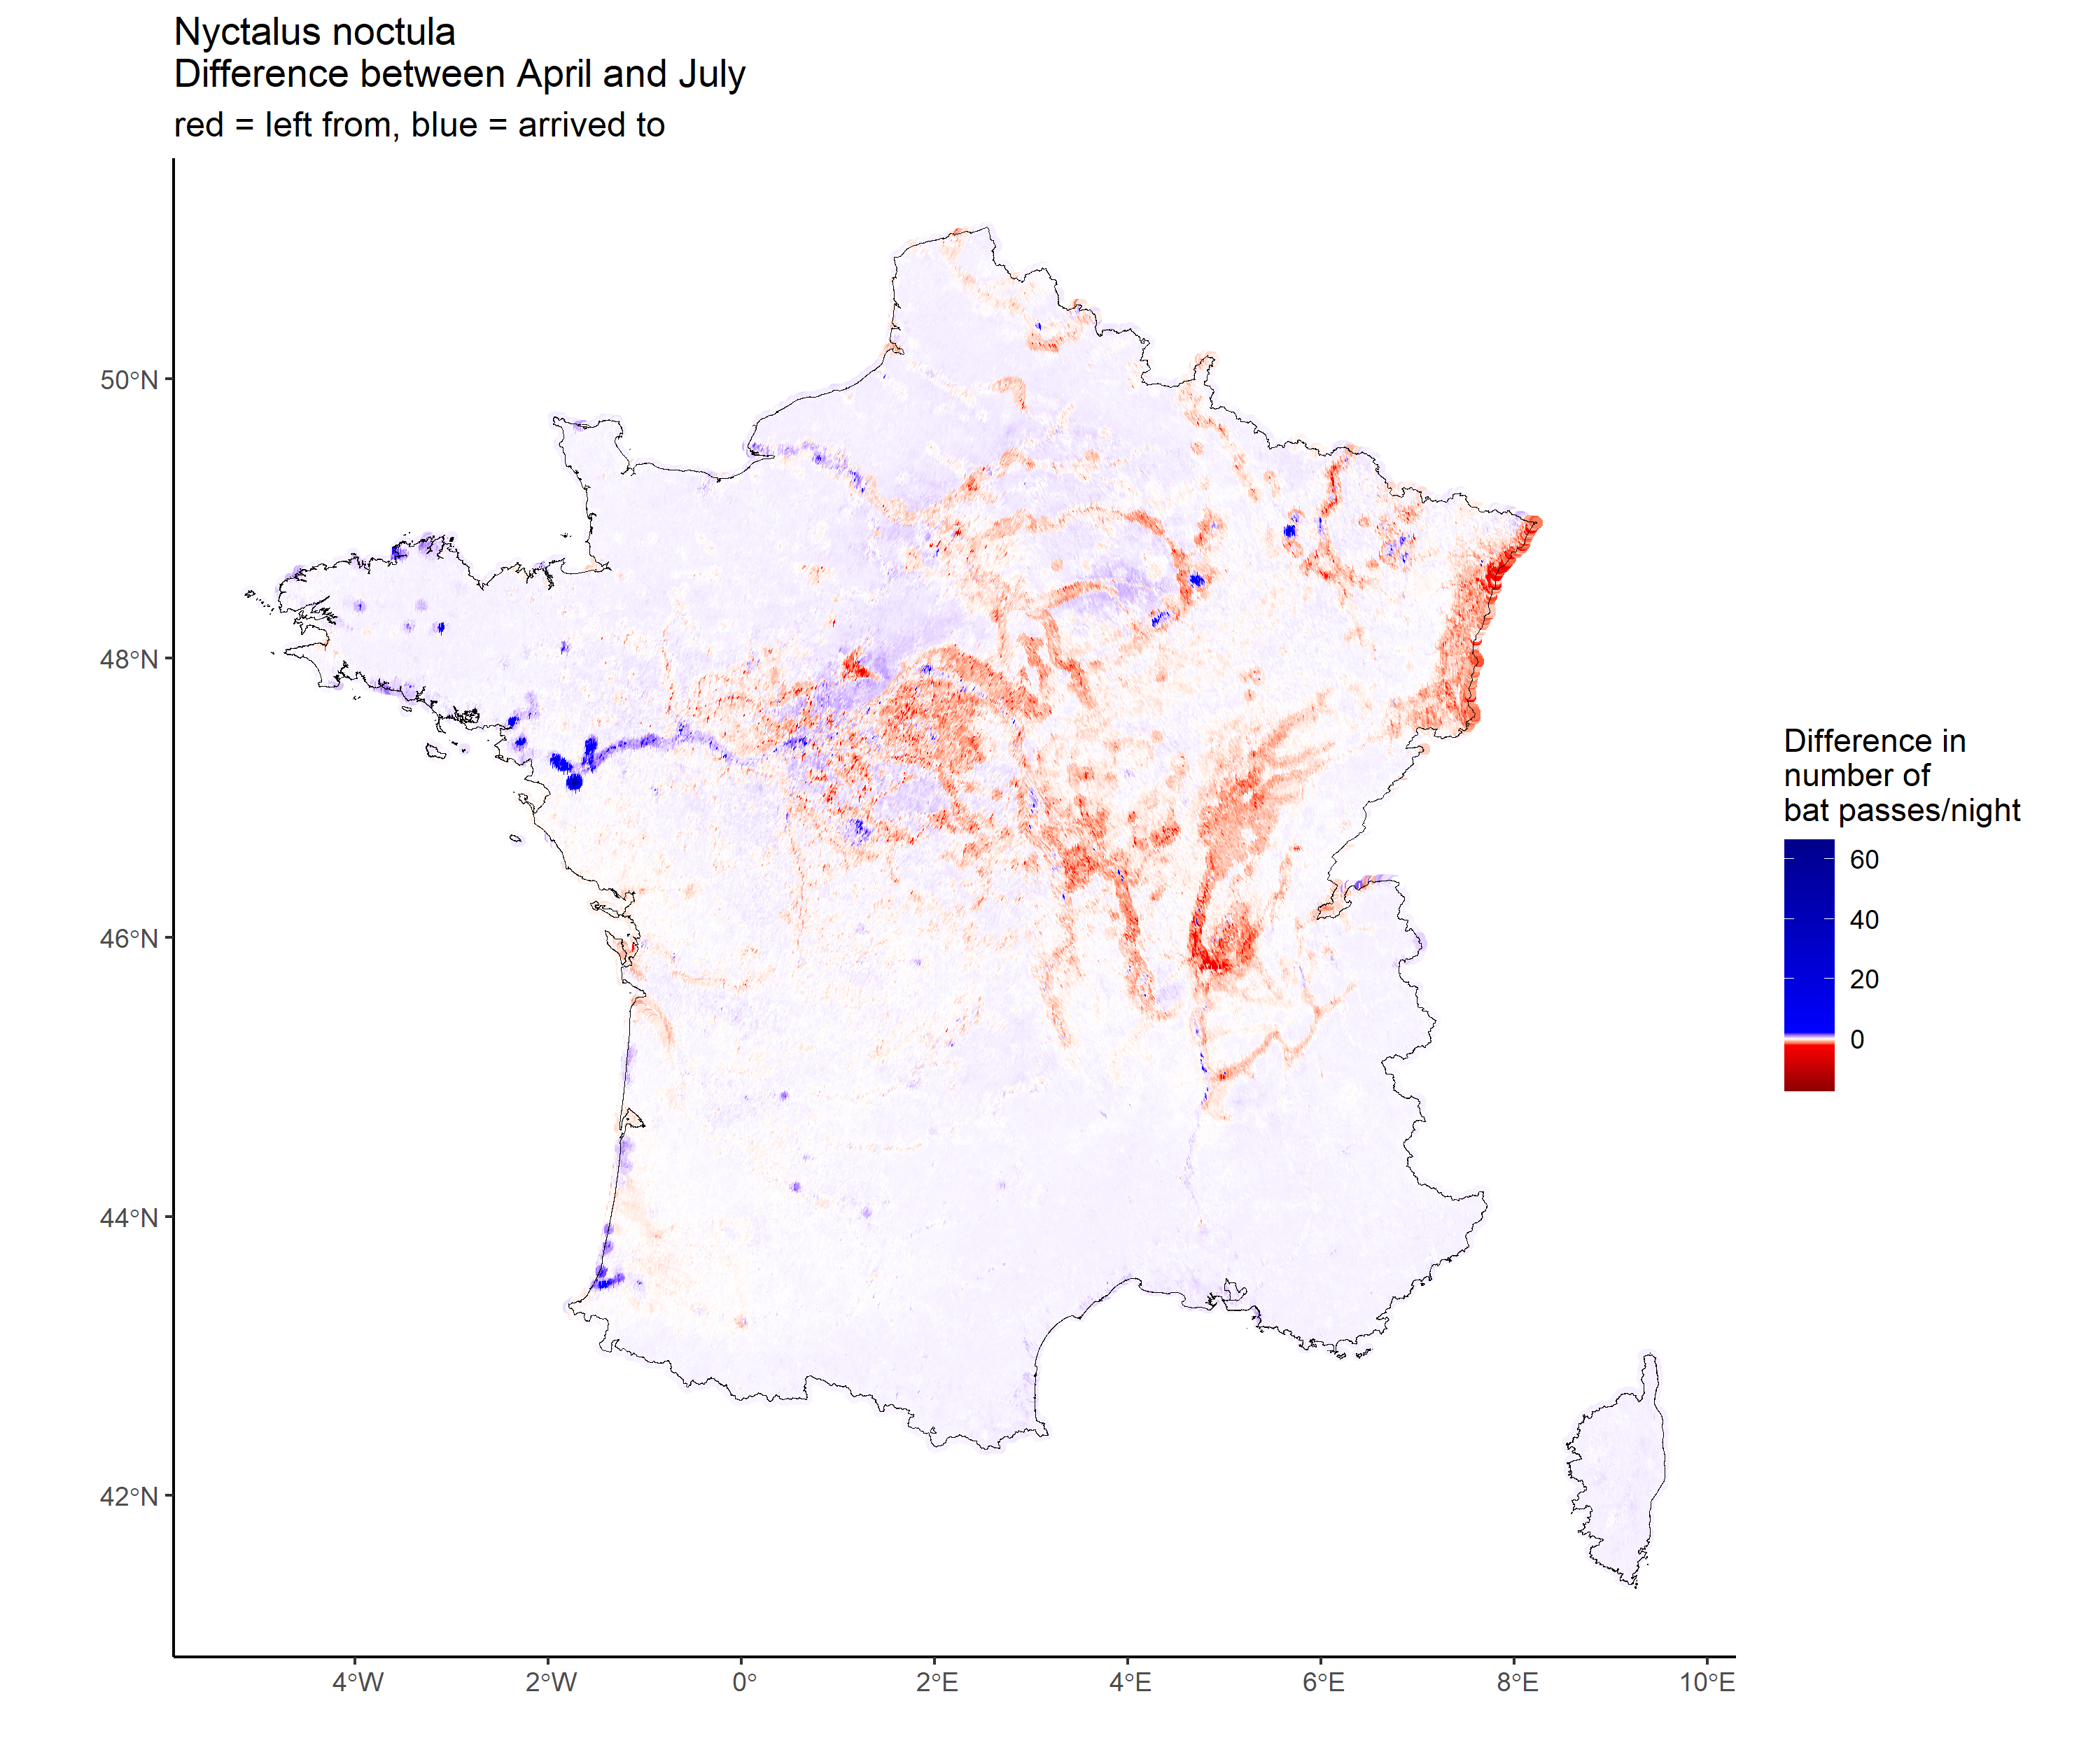 Nyctalus noctula
Difference between April and July
red = left from, blue = arrived to
50°N
48°N
46°N
44°N
42°N
4°W
2°W
0°
2°E
4°E
6°E
8°E
10°E
Difference in
number of
bat passes/night
60
40
20
0